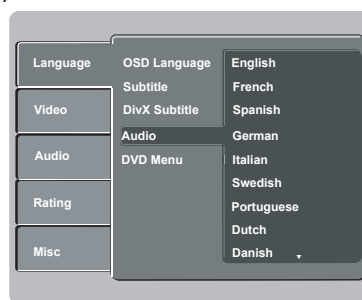 Language
Video
Audio
Rating
Misc
OSD Language
Subtitle
DivX Subtitle
Audio
DVD Menu
English
French
Spanish
German
Italian
Swedish
Portuguese
Dutch
Danish